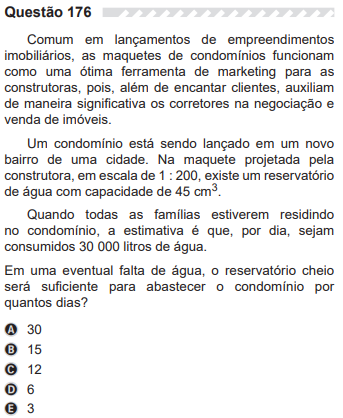 Questão 176
Comum em lançamentos de empreendimentos
imobiliários, as maquetes de condomínios funcionam
como uma ótima ferramenta de marketing para as
construtoras, pois, além de encantar clientes, auxiliam
de maneira significativa os corretores na negociação e
venda de imóveis.
Um condomínio está sendo lançado em um novo
bairro de uma cidade. Na maquete projetada pela
construtora, em escala de 1 : 200, existe um reservatório
de água com capacidade de 45 cm³.
Quando todas as famílias estiverem residindo
no condomínio, a estimativa é que, por dia, sejam
consumidos 30 000 litros de água.
Em uma eventual falta de água, o reservatório cheio
será suficiente para abastecer o condomínio por
quantos dias?
A 30
B 15
C 12
D 6
E 3